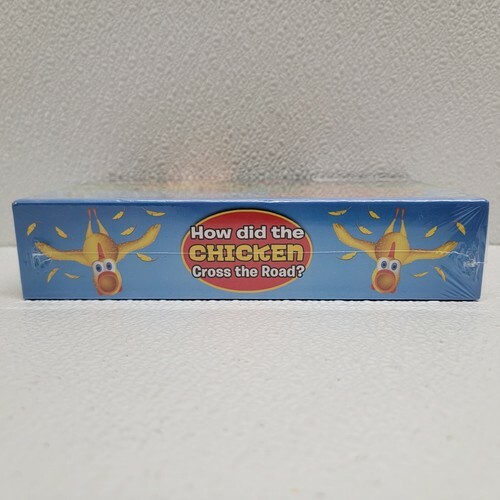 How did the
CHICKEN
Cross the Road?